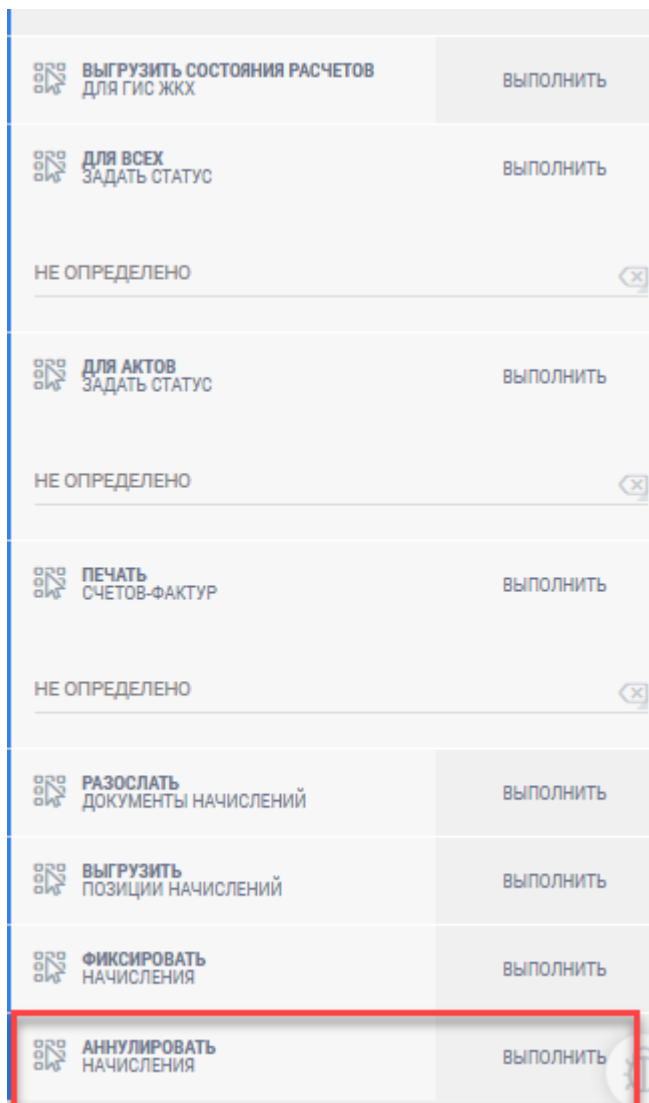 ВЫГРУЗИТЬ СОСТОЯНИЯ РАСЧЕТОВ
ДЛЯ ГИС ЖКХ
ВЫПОЛНИТЬ
ДЛЯ ВСЕХ
ЗАДАТЬ СТАТУС
ВЫПОЛНИТЬ
НЕ ОПРЕДЕЛЕНО
ДЛЯ АКТОВ
ЗАДАТЬ СТАТУС
ВЫПОЛНИТЬ
НЕ ОПРЕДЕЛЕНО
ПЕЧАТЬ
СЧЕТОВ-ФАКТУР
ВЫПОЛНИТЬ
НЕ ОПРЕДЕЛЕНО
РАЗОСЛАТЬ
ДОКУМЕНТЫ НАЧИСЛЕНИЙ
ВЫПОЛНИТЬ
ВЫГРУЗИТЬ
ПОЗИЦИИ НАЧИСЛЕНИЙ
ВЫПОЛНИТЬ
ФИКСИРОВАТЬ
НАЧИСЛЕНИЯ
ВЫПОЛНИТЬ
АННУЛИРОВАТЬ
НАЧИСЛЕНИЯ
ВЫПОЛНИТЬ